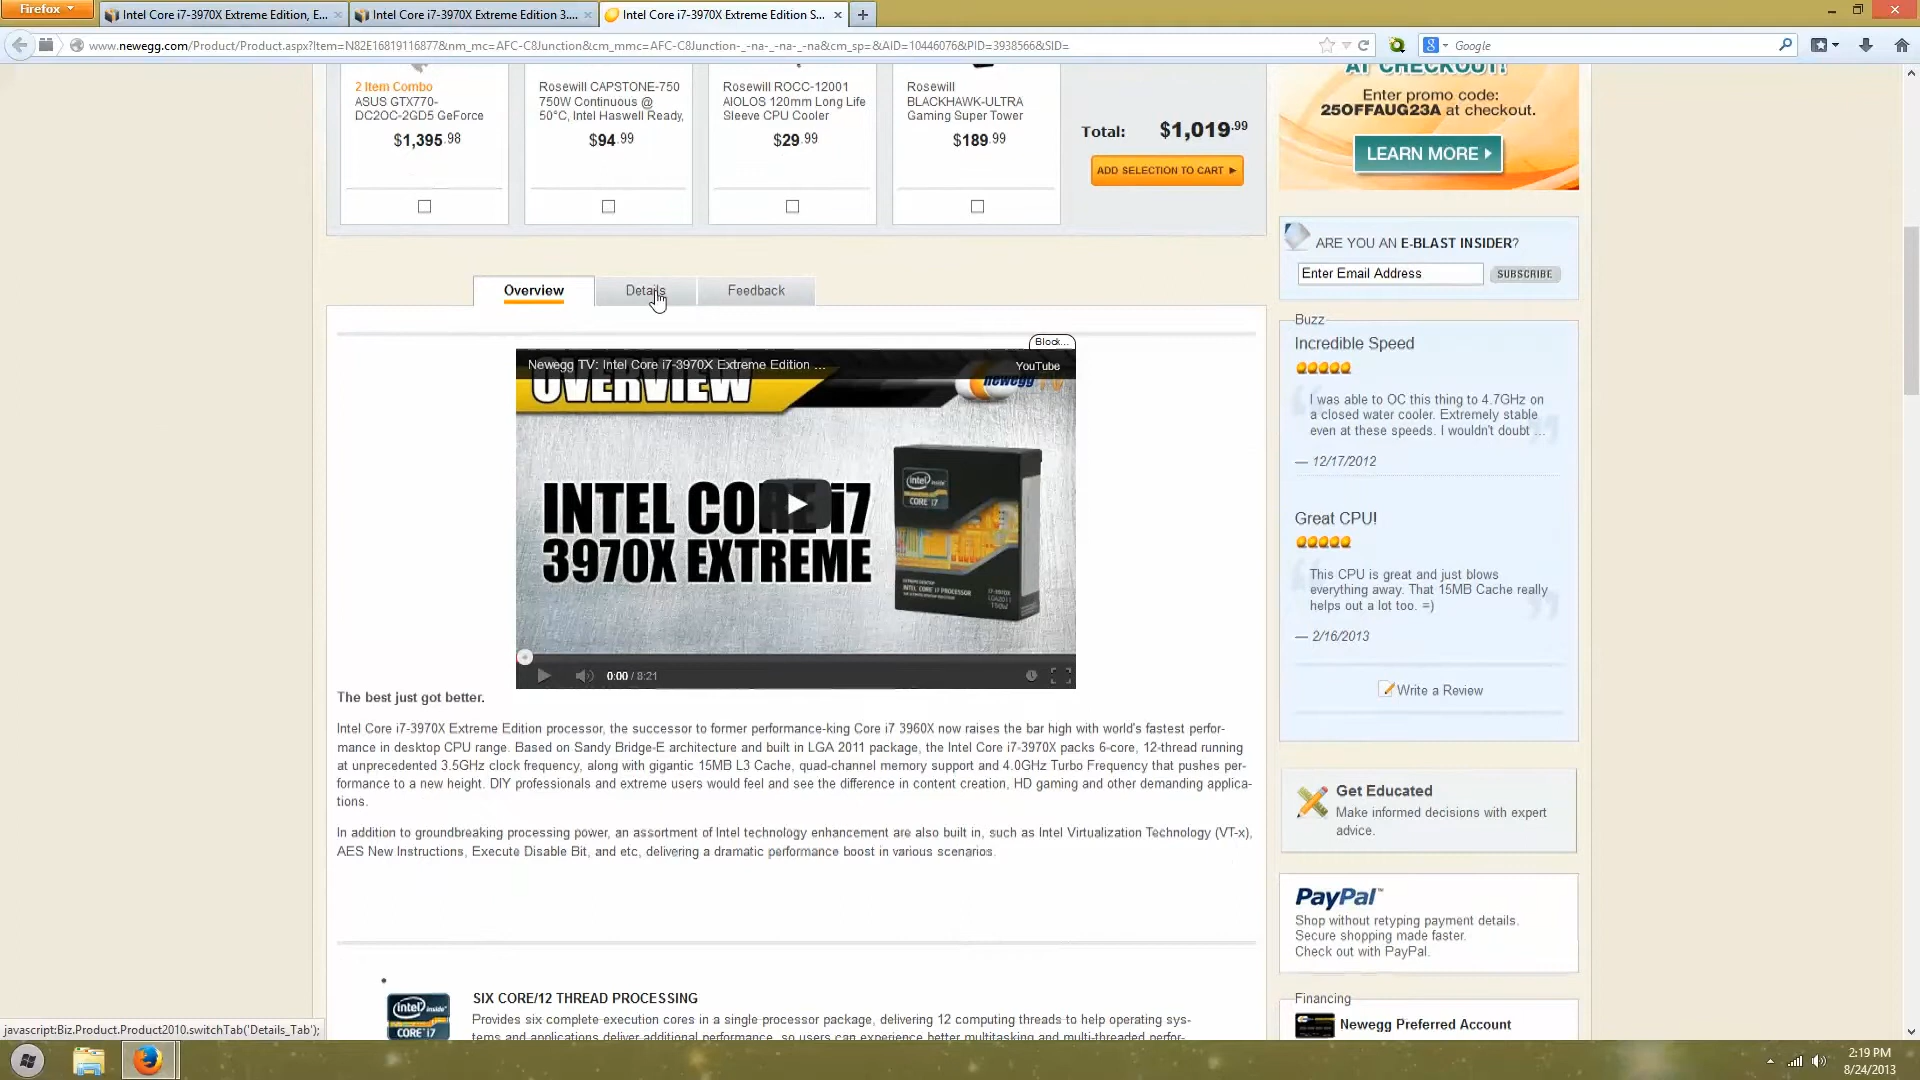 Firefox
Intel Core i7-3970X Extreme Edition, E...
Intel Core i7-3970X Extreme Edition 3....
Intel Core i7-3970X Extreme Edition S...
www.newegg.com/Product/Product.aspx?Item=N82E16819116877&nm_mc=AFC-C8Junction&cm_mmc=AFC-C8Junction-_-na-_-na-_-na&cm_sp=&AID=10446076&PID=3938566&SID=
Google
2 Item Combo
ASUS GTX770-
DC2OC-2GD5 GeForce
$1,395.98
Rosewill CAPSTONE-750
750W Continuous @
50°C, Intel Haswell Ready,
$94.99
Rosewill ROCC-12001
AIOLOS 120mm Long Life
Sleeve CPU Cooler
$29.99
Rosewill
BLACKHAWK-ULTRA
Gaming Super Tower
$189.99
Total: $1,019.99
ADD SELECTION TO CART
AT CHECKOUT!
Enter promo code:
25OFFAUG23A at checkout.
LEARN MORE
ARE YOU AN E-BLAST INSIDER?
Enter Email Address
SUBSCRIBE
Overview
Details
Feedback
Block...
Newegg TV: Intel Core i7-3970X Extreme Edition ...
YouTube
OVERVIEW
newegg
INTEL CORE i7
3970X EXTREME
intel
CORE i7
0:00 / 8:21
The best just got better.
Intel Core i7-3970X Extreme Edition processor, the successor to former performance-king Core i7 3960X now raises the bar high with world's fastest perfor-
mance in desktop CPU range. Based on Sandy Bridge-E architecture and built in LGA 2011 package, the Intel Core i7-3970X packs 6-core, 12-thread running
at unprecedented 3.5GHz clock frequency, along with gigantic 15MB L3 Cache, quad-channel memory support and 4.0GHz Turbo Frequency that pushes per-
formance to a new height. DIY professionals and extreme users would feel and see the difference in content creation, HD gaming and other demanding applica-
tions.
In addition to groundbreaking processing power, an assortment of Intel technology enhancement are also built in, such as Intel Virtualization Technology (VT-x),
AES New Instructions, Execute Disable Bit, and etc, delivering a dramatic performance boost in various scenarios.
intel inside
CORE i7
SIX CORE/12 THREAD PROCESSING
Provides six complete execution cores in a single processor package, delivering 12 computing threads to help operating sys-
tems and applications deliver additional performance, so users can experience better multitasking and multi-threaded perfor-
Buzz
Incredible Speed
I was able to OC this thing to 4.7GHz on
a closed water cooler. Extremely stable
even at these speeds. I wouldn't doubt ...
— 12/17/2012
Great CPU!
This CPU is great and just blows
everything away. That 15MB Cache really
helps out a lot too. =)
— 2/16/2013
Write a Review
Get Educated
Make informed decisions with expert
advice.
PayPal™
Shop without retyping payment details.
Secure shopping made faster.
Check out with PayPal.
Financing
Newegg Preferred Account
javascript:Biz.Product.Product2010.switchTab('Details_Tab');
2:19 PM
8/24/2013